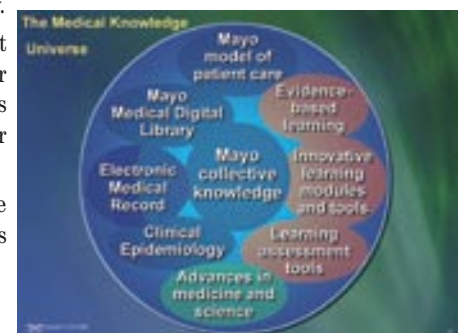 The Medical Knowledge
Universe
Mayo
model of
patient care
Evidence-
based
learning
Innovative
learning
modules
and tools
Learning
assessment
tools
Advances in
medicine and
science
Clinical
Epidemiology
Electronic
Medical
Record
Mayo
Medical Digital
Library
Mayo
collective
knowledge